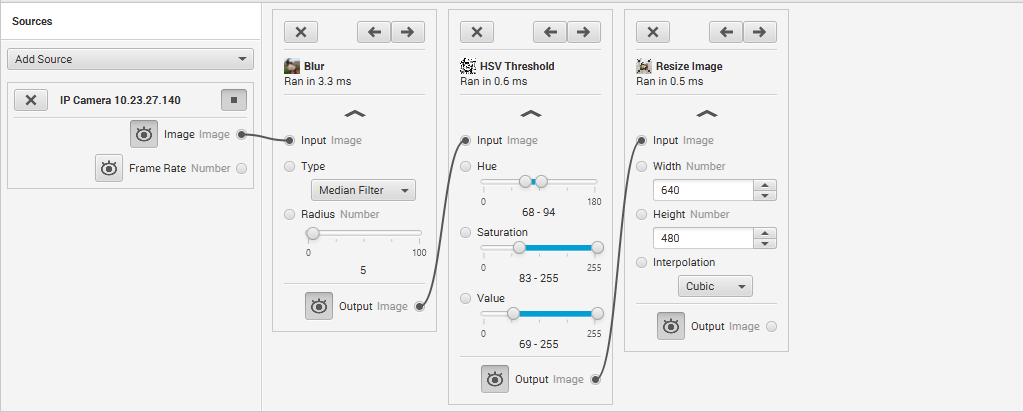 Sources
Add Source
IP Camera 10.23.27.140
Image Image
Frame Rate Number
Blur
Ran in 3.3 ms
Input Image
Type
Median Filter
Radius Number
0 100
5
Output Image
HSV Threshold
Ran in 0.6 ms
Input Image
Hue
0 180
68 - 94
Saturation
0 255
83 - 255
Value
0 255
69 - 255
Output Image
Resize Image
Ran in 0.5 ms
Input Image
Width Number
640
Height Number
480
Interpolation
Cubic
Output Image